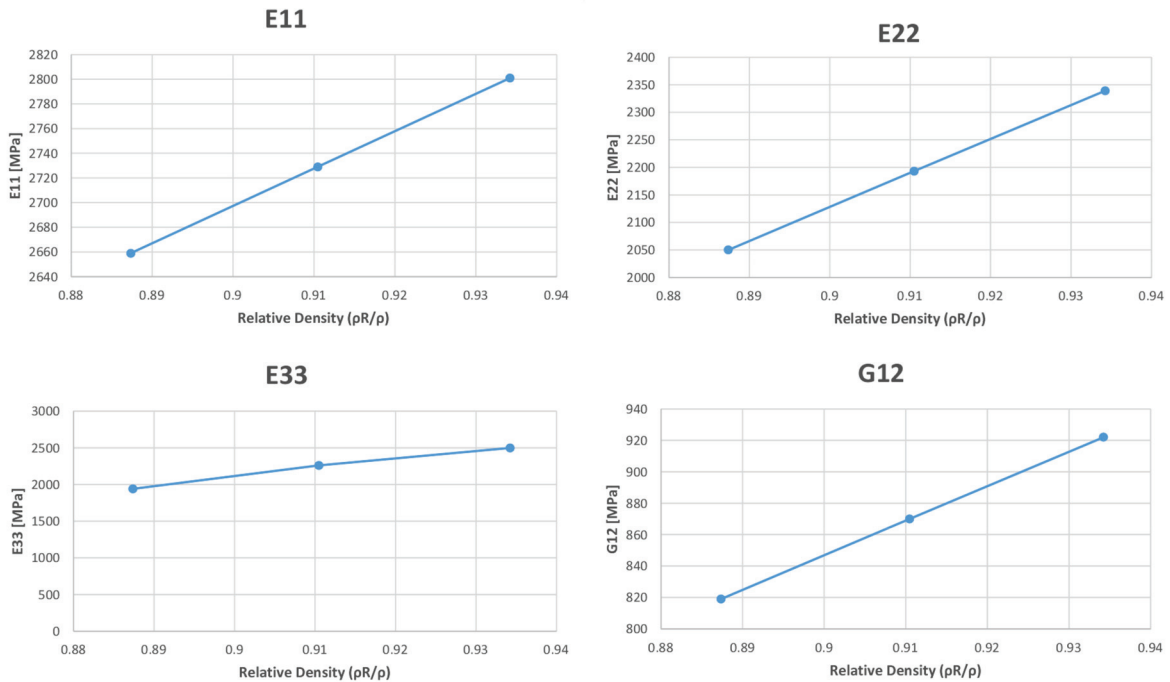 E11
2820
2800
2780
2760
2740
2720
2700
2680
2660
2640
E11 [MPa]
0.88 0.89 0.9 0.91 0.92 0.93 0.94
Relative Density (ρR/ρ)
E22
2400
2350
2300
2250
2200
2150
2100
2050
2000
E22 [MPa]
0.88 0.89 0.9 0.91 0.92 0.93 0.94
Relative Density (ρR/ρ)
E33
3000
2500
2000
1500
1000
500
0
E33 [MPa]
0.88 0.89 0.9 0.91 0.92 0.93 0.94
Relative Density (ρR/ρ)
G12
940
920
900
880
860
840
820
800
G12 [MPa]
0.88 0.89 0.9 0.91 0.92 0.93 0.94
Relative Density (ρR/ρ)